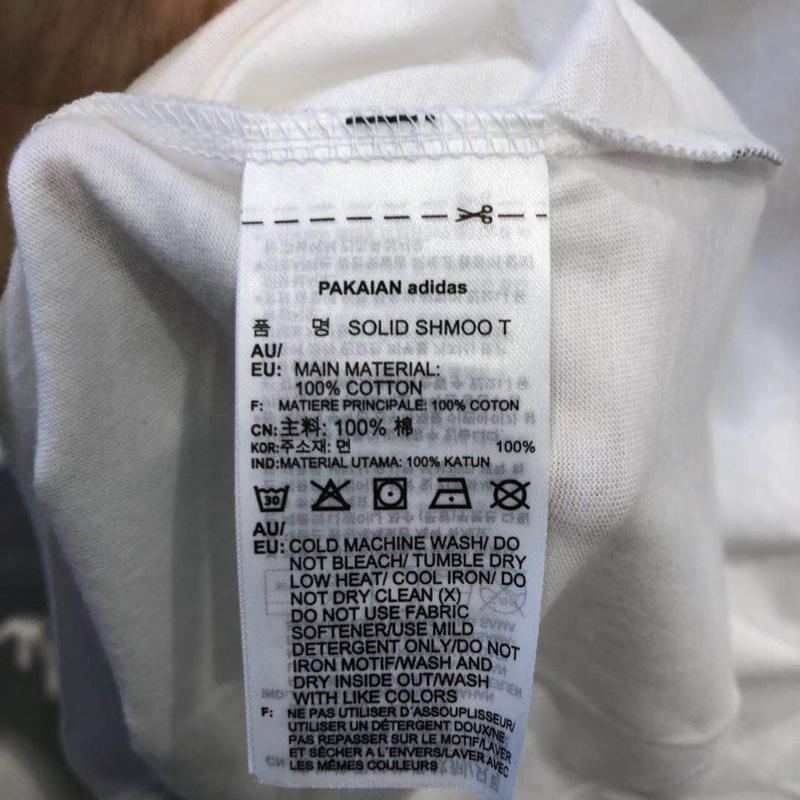 PAKAIAN adidas
품 명 SOLID SHMOO T
AU/
EU: MAIN MATERIAL:
100% COTTON
F: MATIERE PRINCIPALE: 100% COTON
CN:主料: 100% 棉
KOR:주소재: 면 100%
IND:MATERIAL UTAMA: 100% KATUN
30
AU/
EU: COLD MACHINE WASH/ DO
NOT BLEACH/ TUMBLE DRY
LOW HEAT/ COOL IRON/ DO
NOT DRY CLEAN (X)
DO NOT USE FABRIC
SOFTENER/USE MILD
DETERGENT ONLY/DO NOT
IRON MOTIF/WASH AND
DRY INSIDE OUT/WASH
WITH LIKE COLORS
F: NE PAS UTILISER D'ASSOUPLISSEUR/
UTILISER UN DÉTERGENT DOUX/NE
PAS REPASSER SUR LE MOTIF/LAVER
ET SÉCHER A L'ENVERS/LAVER AVEC
LES MÊMES COULEURS